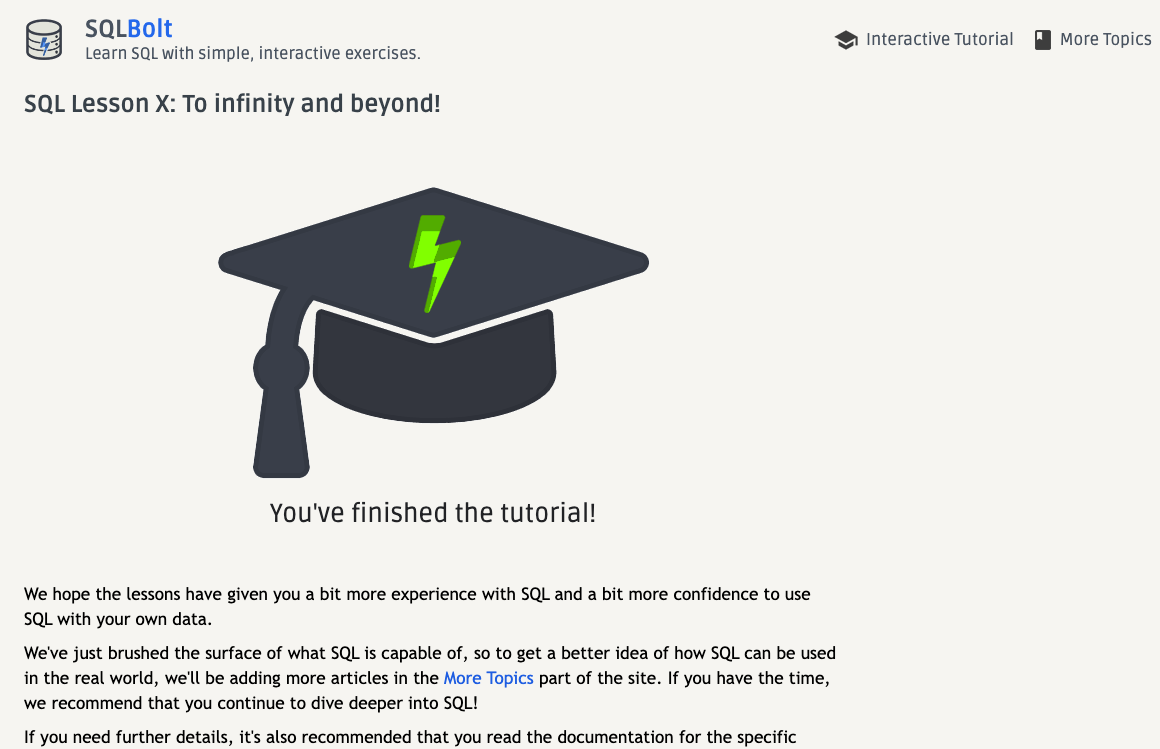 SQLBolt
Learn SQL with simple, interactive exercises.
Interactive Tutorial
More Topics
SQL Lesson X: To infinity and beyond!
You've finished the tutorial!
We hope the lessons have given you a bit more experience with SQL and a bit more confidence to use
SQL with your own data.
We've just brushed the surface of what SQL is capable of, so to get a better idea of how SQL can be used
in the real world, we'll be adding more articles in the More Topics part of the site. If you have the time,
we recommend that you continue to dive deeper into SQL!
If you need further details, it's also recommended that you read the documentation for the specific